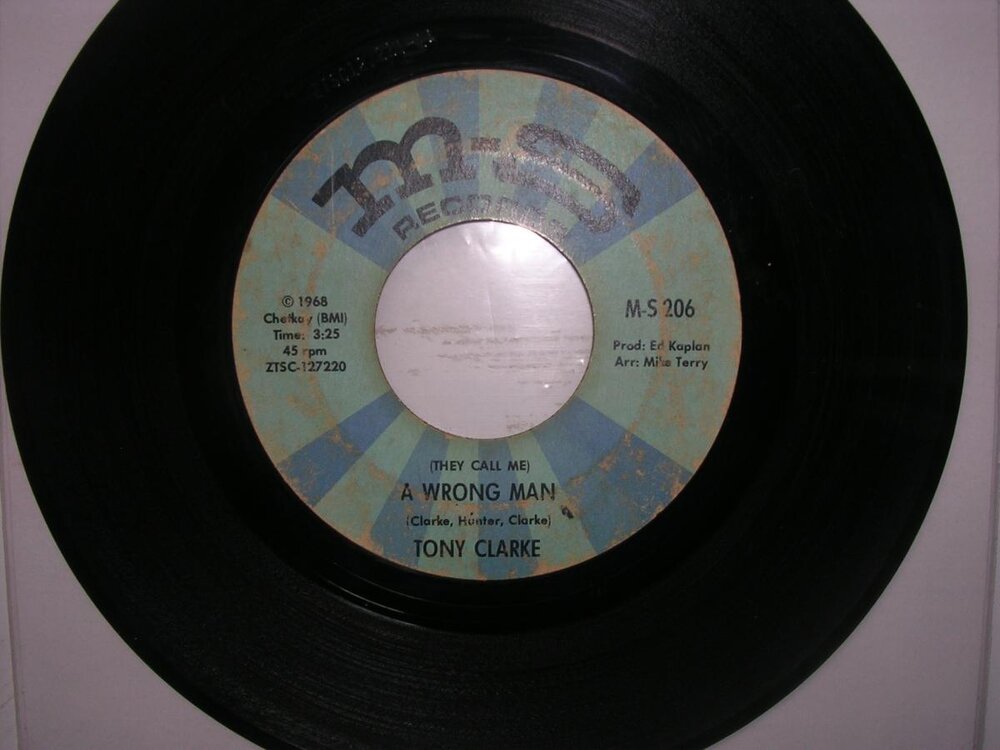 M-S
RECORDS
© 1968
Chefkay (BMI)
Time: 3:25
45 rpm
ZTSC-127220
M-S 206
Prod: Ed Kaplan
Arr: Mike Terry
(THEY CALL ME)
A WRONG MAN
(Clarke, Hunter, Clarke)
TONY CLARKE